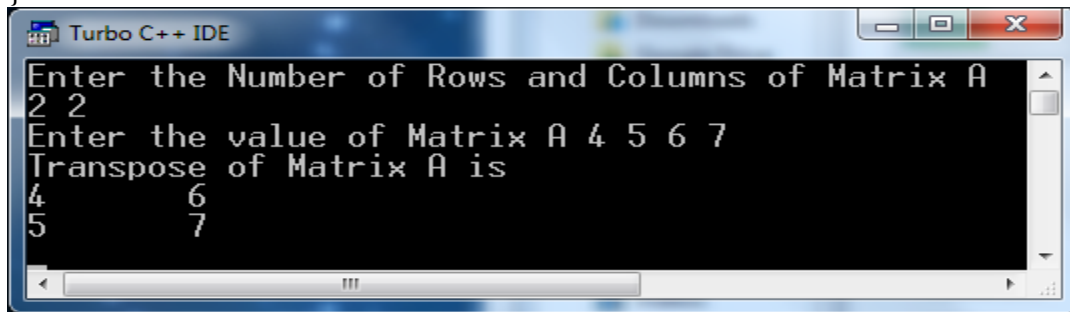 }
Turbo C++ IDE
Enter the Number of Rows and Columns of Matrix A
2 2
Enter the value of Matrix A 4 5 6 7
Transpose of Matrix A is
4 6
5 7